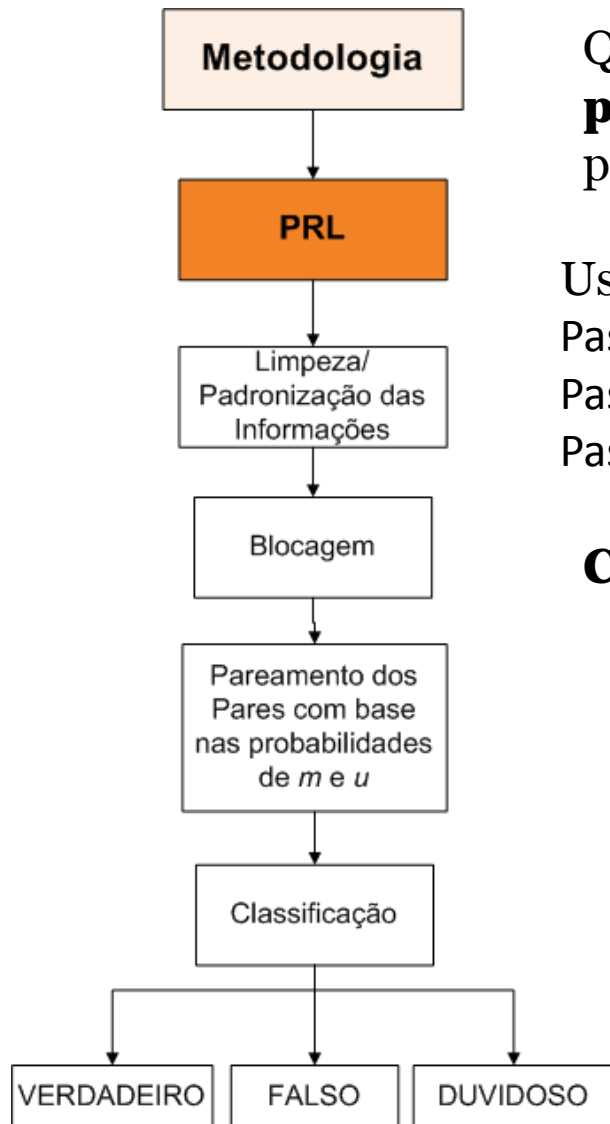 Metodologia
PRL
Limpeza/
Padronização das
Informações
Blocagem
Pareamento dos
Pares com base
nas probabilidades
de m e u
Classificação
VERDADEIRO
FALSO
DUVIDOSO